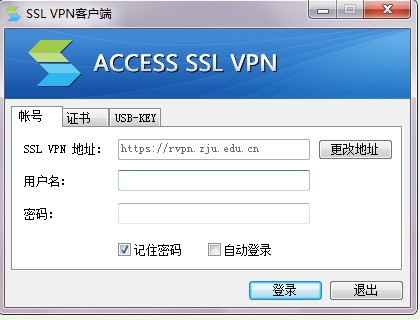 SSL VPN客户端
ACCESS SSL VPN
帐号 证书 USB-KEY
SSL VPN 地址: https://rvpn.zju.edu.cn 更改地址
用户名:
密码:
记住密码 自动登录
登录 退出